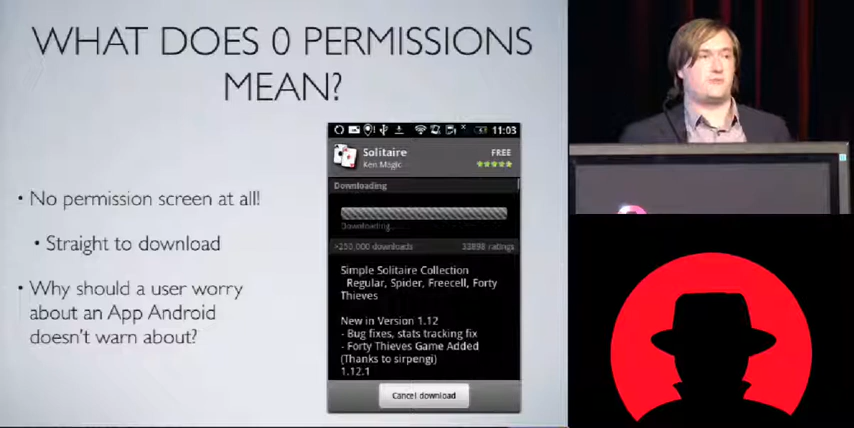 WHAT DOES 0 PERMISSIONS
MEAN?
• No permission screen at all!
• Straight to download
• Why should a user worry
about an App Android
doesn't warn about?
11:03
Solitaire
Ken Magic
FREE
Downloading
Downloading...
>250,000 downloads
33898 ratings
Simple Solitaire Collection
Regular, Spider, Freecell, Forty
Thieves
New in Version 1.12
- Bug fixes, stats tracking fix
- Forty Thieves Game Added
(Thanks to sirpengi)
1.12.1
Cancel download